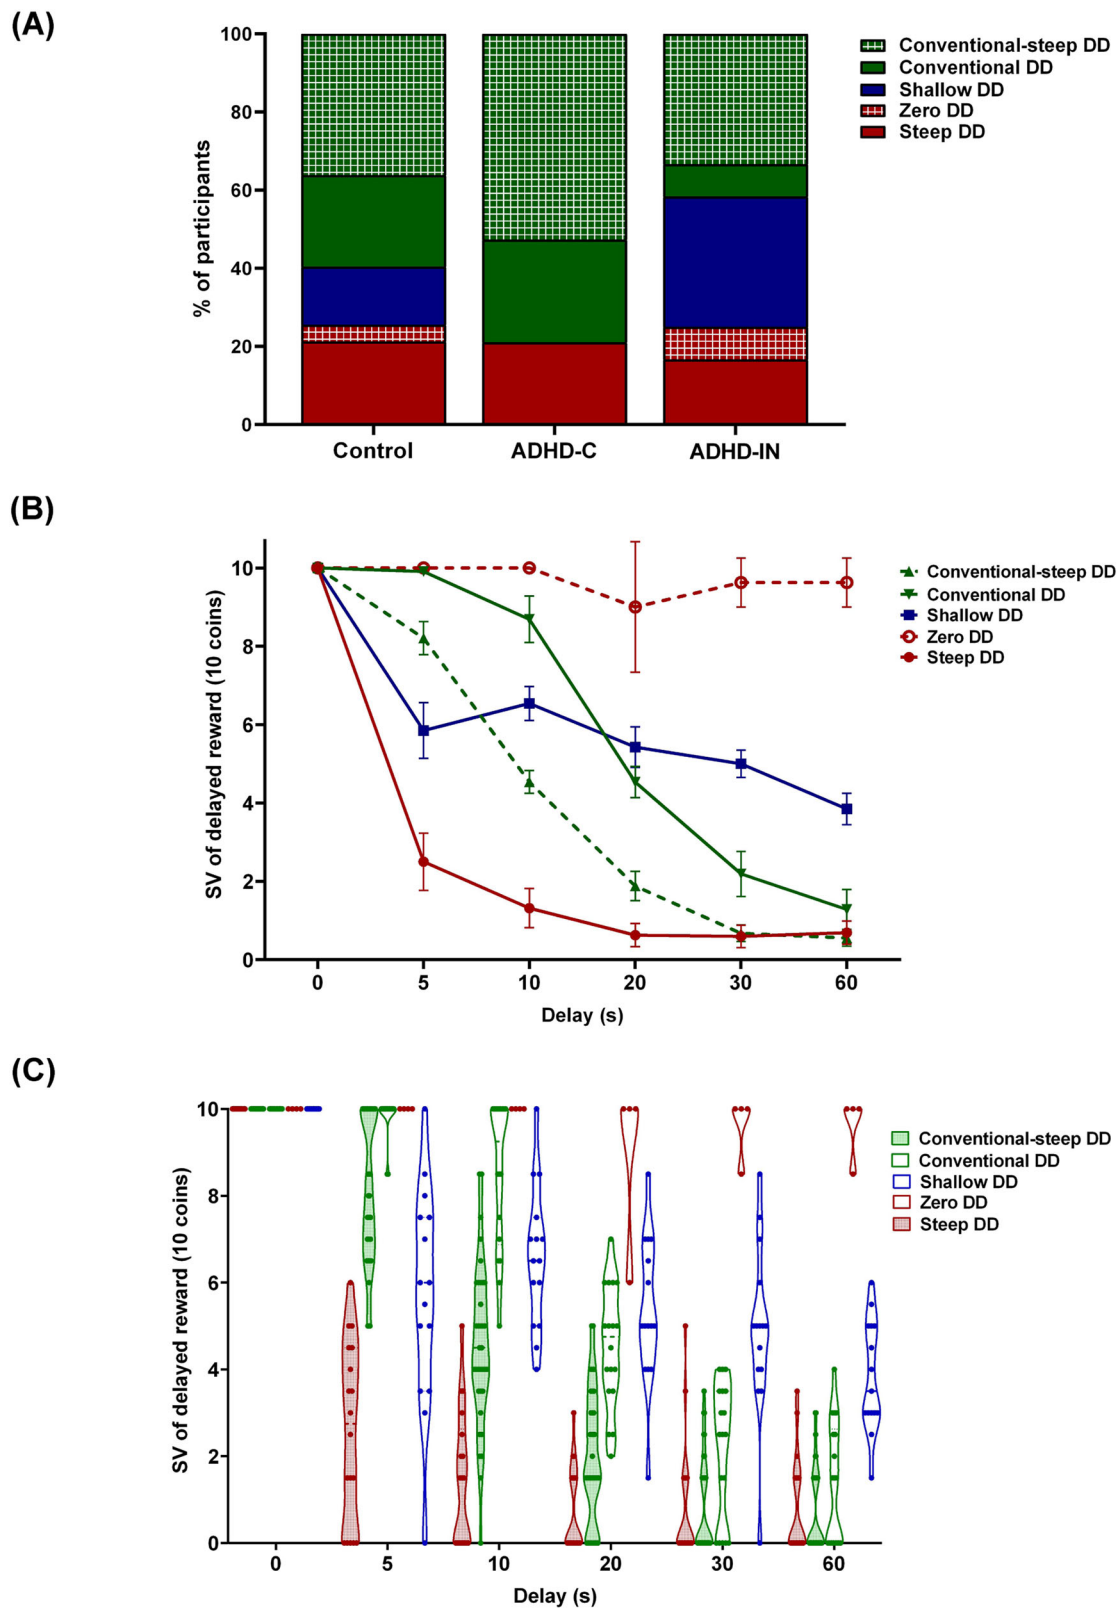 (A)
% of participants
100
80
60
40
20
0
Control
ADHD-C
ADHD-IN
Conventional-steep DD
Conventional DD
Shallow DD
Zero DD
Steep DD
(B)
SV of delayed reward (10 coins)
10
8
6
4
2
0
0
5
10
20
30
60
Delay (s)
Conventional-steep DD
Conventional DD
Shallow DD
Zero DD
Steep DD
(C)
SV of delayed reward (10 coins)
10
8
6
4
2
0
0
5
10
20
30
60
Delay (s)
Conventional-steep DD
Conventional DD
Shallow DD
Zero DD
Steep DD